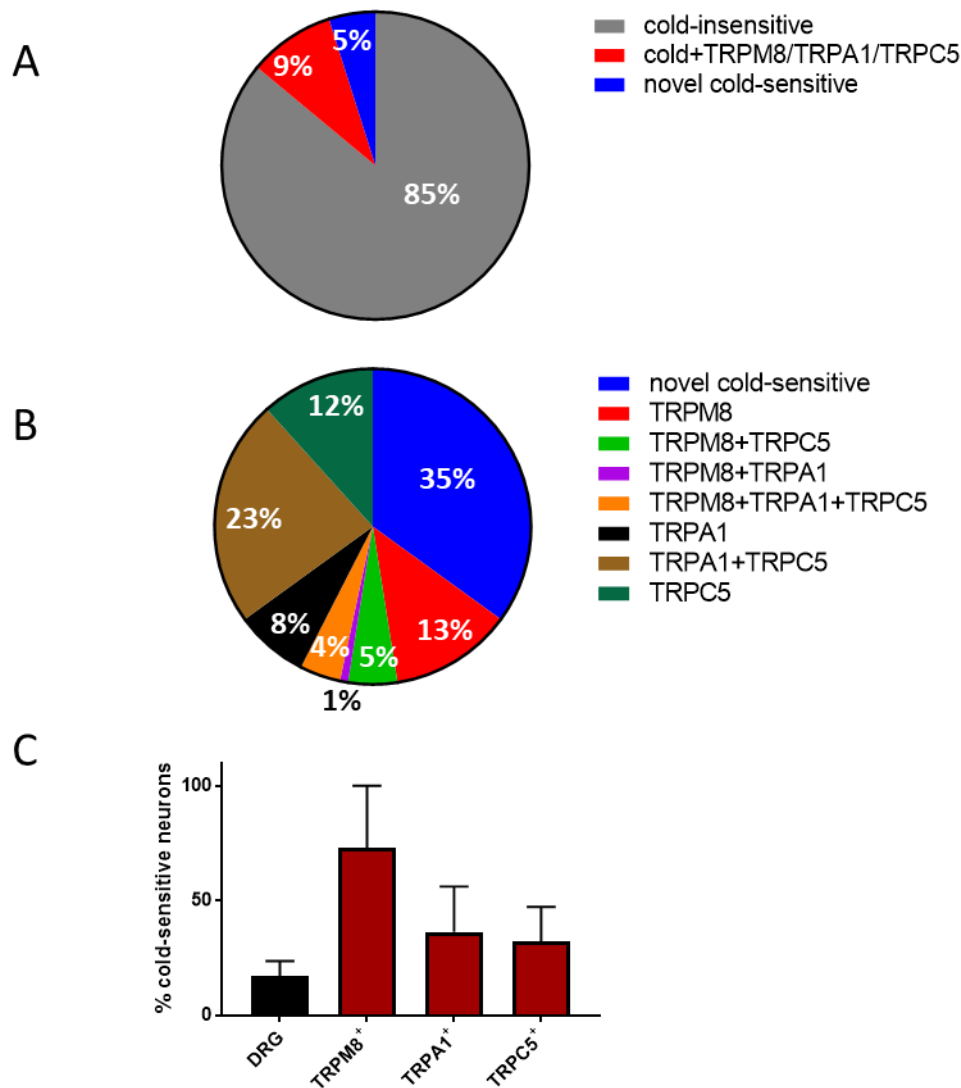 A
5%
9%
85%
cold-insensitive
cold+TRPM8/TRPA1/TRPC5
novel cold-sensitive
B
12%
35%
23%
8%
4%
5%
13%
1%
novel cold-sensitive
TRPM8
TRPM8+TRPC5
TRPM8+TRPA1
TRPM8+TRPA1+TRPC5
TRPA1
TRPA1+TRPC5
TRPC5
C
% cold-sensitive neurons
100
50
0
DRG
TRPM8⁺
TRPA1⁺
TRPC5⁺